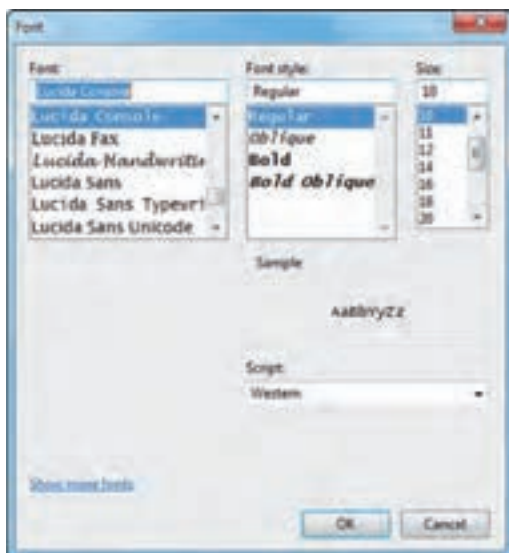 Font
Font:
Lucida Console
Lucida Console
Lucida Fax
Lucida Handwritin
Lucida Sans
Lucida Sans Typewri
Lucida Sans Unicode
Font style:
Regular
Regular
Oblique
Bold
Bold Oblique
Size:
10
10
11
12
14
16
18
20
Sample
AaBbYyZz
Script:
Western
Show more fonts
OK
Cancel